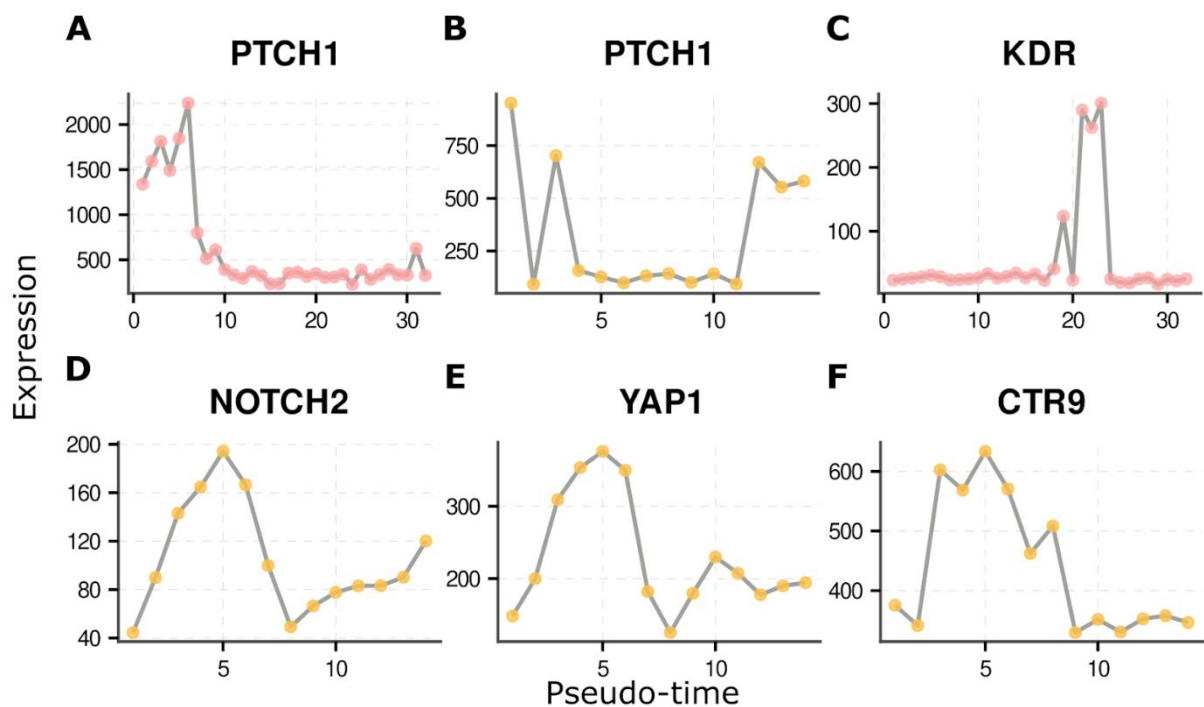 A
PTCH1
2000
1500
1000
500
0
10
20
30
B
PTCH1
750
500
250
5
10
C
KDR
300
200
100
0
10
20
30
Expression
D
NOTCH2
200
160
120
80
40
5
10
E
YAP1
300
200
5
10
F
CTR9
600
500
400
5
10
Pseudo-time